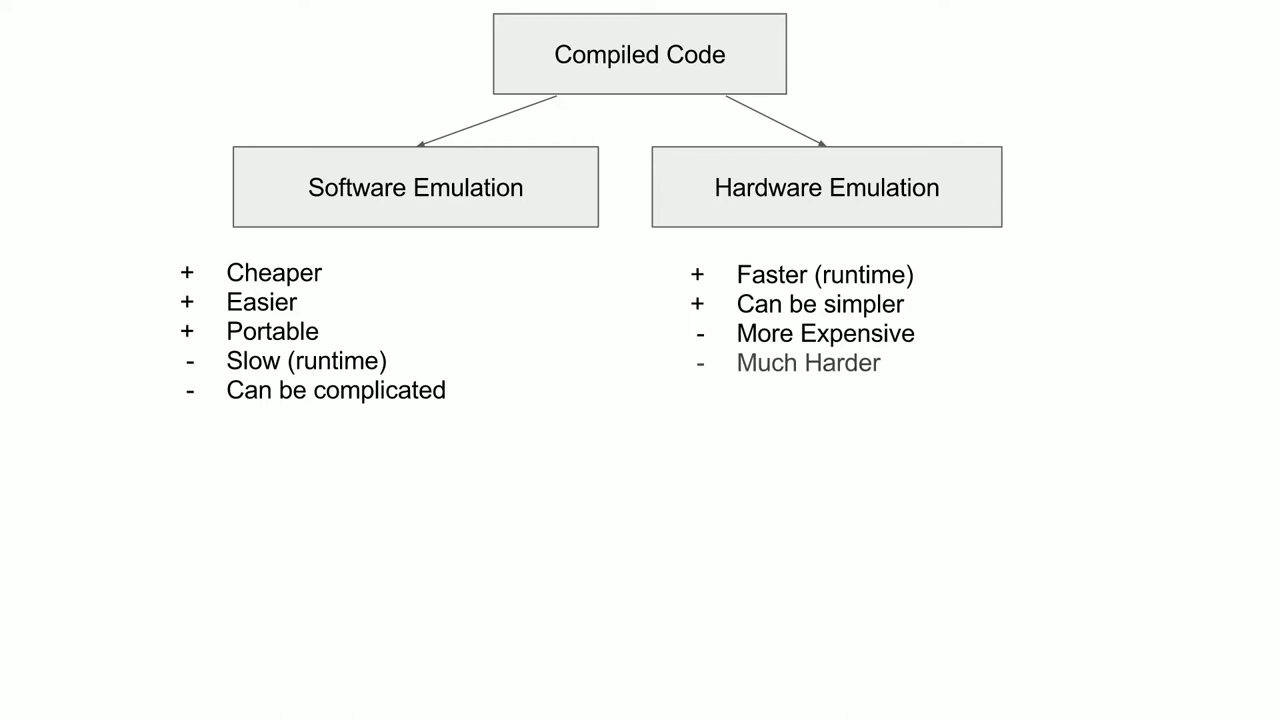 Compiled Code
Software Emulation
Hardware Emulation
+ Cheaper
+ Easier
+ Portable
- Slow (runtime)
- Can be complicated
+ Faster (runtime)
+ Can be simpler
- More Expensive
- Much Harder